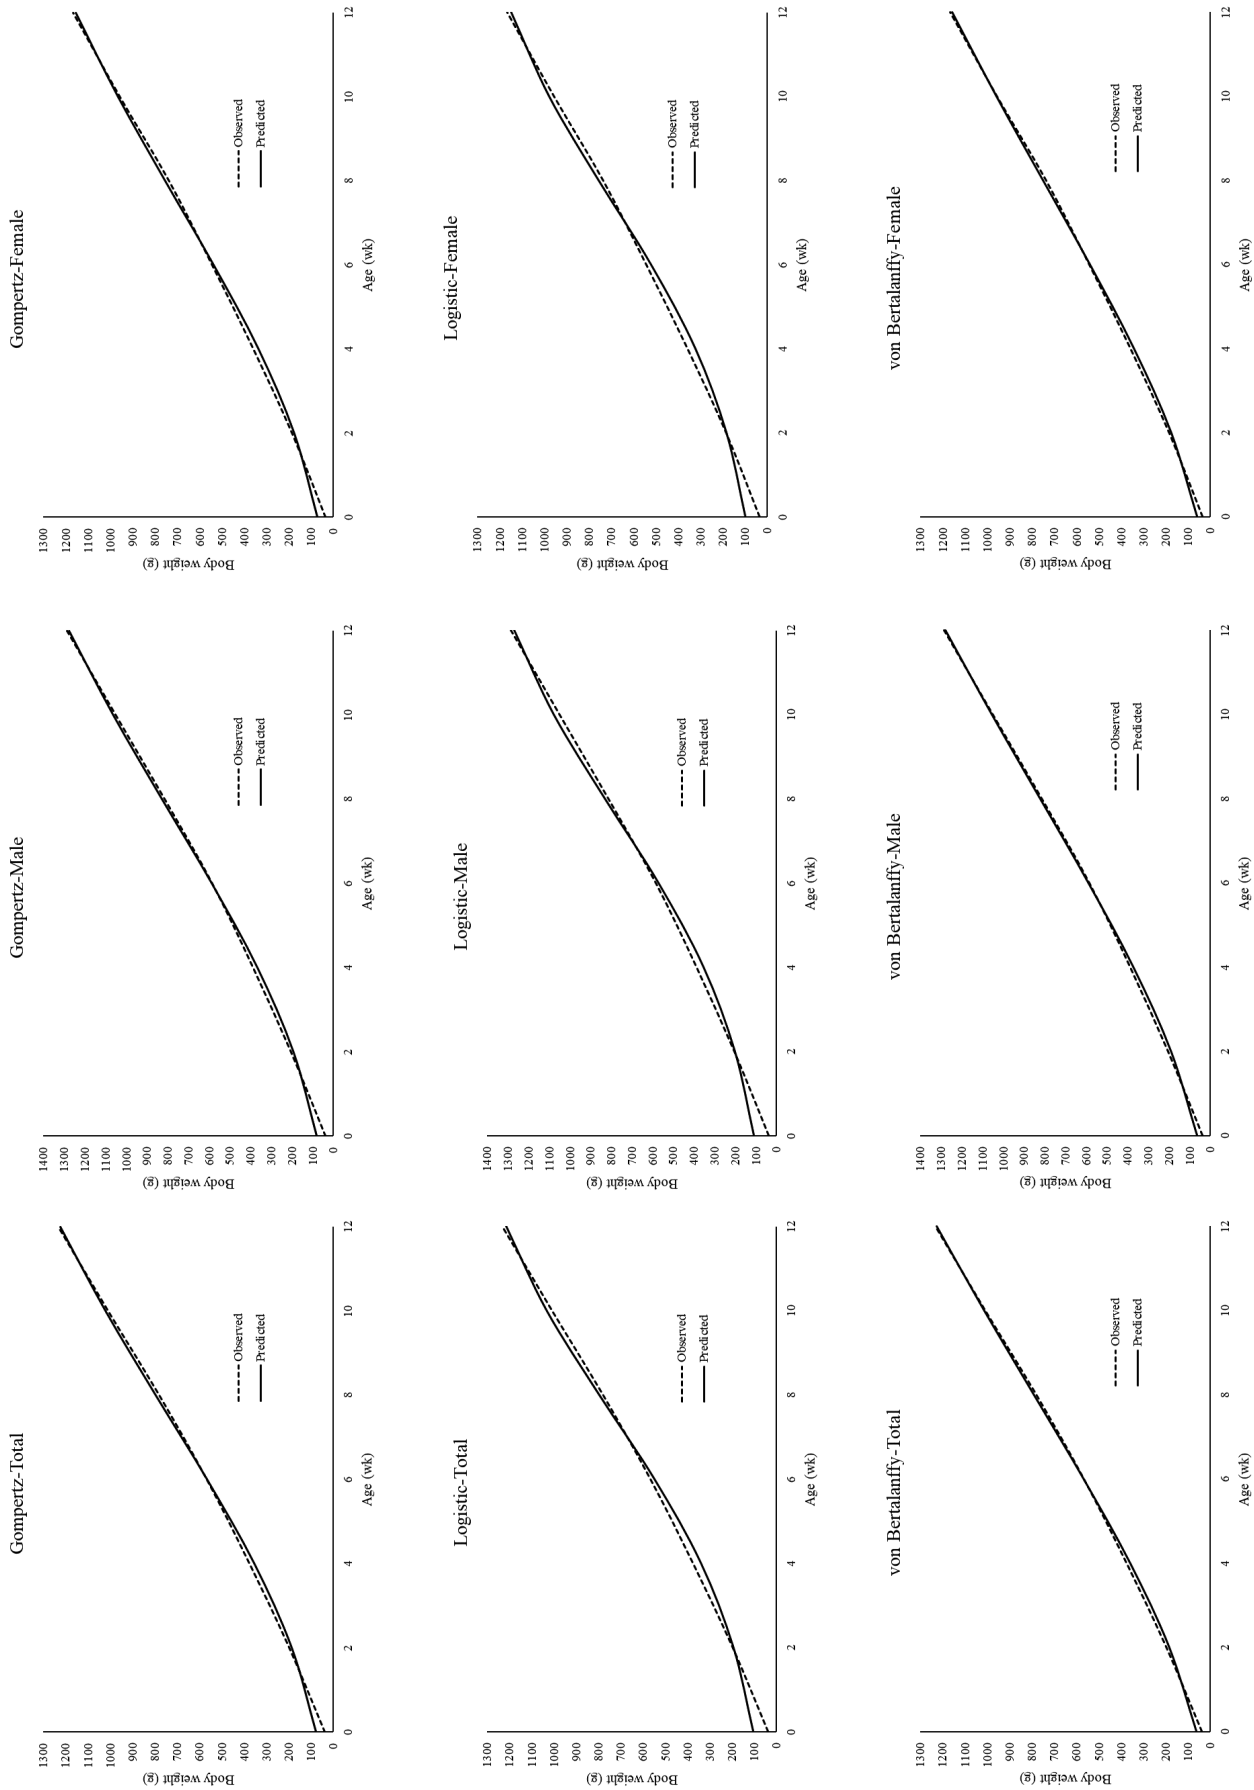 Gompertz-Total
1300
1200
1100
1000
900
800
700
600
500
400
300
200
100
Body weight (g)
Observed
Predicted
0 2 4 6 8 10 12
Age (wk)
Gompertz-Male
1400
1300
1200
1100
1000
900
800
700
600
500
400
300
200
100
Body weight (g)
Observed
Predicted
0 2 4 6 8 10 12
Age (wk)
Gompertz-Female
1300
1200
1100
1000
900
800
700
600
500
400
300
200
100
Body weight (g)
Observed
Predicted
0 2 4 6 8 10 12
Age (wk)
Logistic-Total
1300
1200
1100
1000
900
800
700
600
500
400
300
200
100
Body weight (g)
Observed
Predicted
0 2 4 6 8 10 12
Age (wk)
Logistic-Male
1400
1300
1200
1100
1000
900
800
700
600
500
400
300
200
100
Body weight (g)
Observed
Predicted
0 2 4 6 8 10 12
Age (wk)
Logistic-Female
1300
1200
1100
1000
900
800
700
600
500
400
300
200
100
Body weight (g)
Observed
Predicted
0 2 4 6 8 10 12
Age (wk)
von Bertalanffy-Total
1300
1200
1100
1000
900
800
700
600
500
400
300
200
100
Body weight (g)
Observed
Predicted
0 2 4 6 8 10 12
Age (wk)
von Bertalanffy-Male
1400
1300
1200
1100
1000
900
800
700
600
500
400
300
200
100
Body weight (g)
Observed
Predicted
0 2 4 6 8 10 12
Age (wk)
von Bertalanffy-Female
1300
1200
1100
1000
900
800
700
600
500
400
300
200
100
Body weight (g)
Observed
Predicted
0 2 4 6 8 10 12
Age (wk)